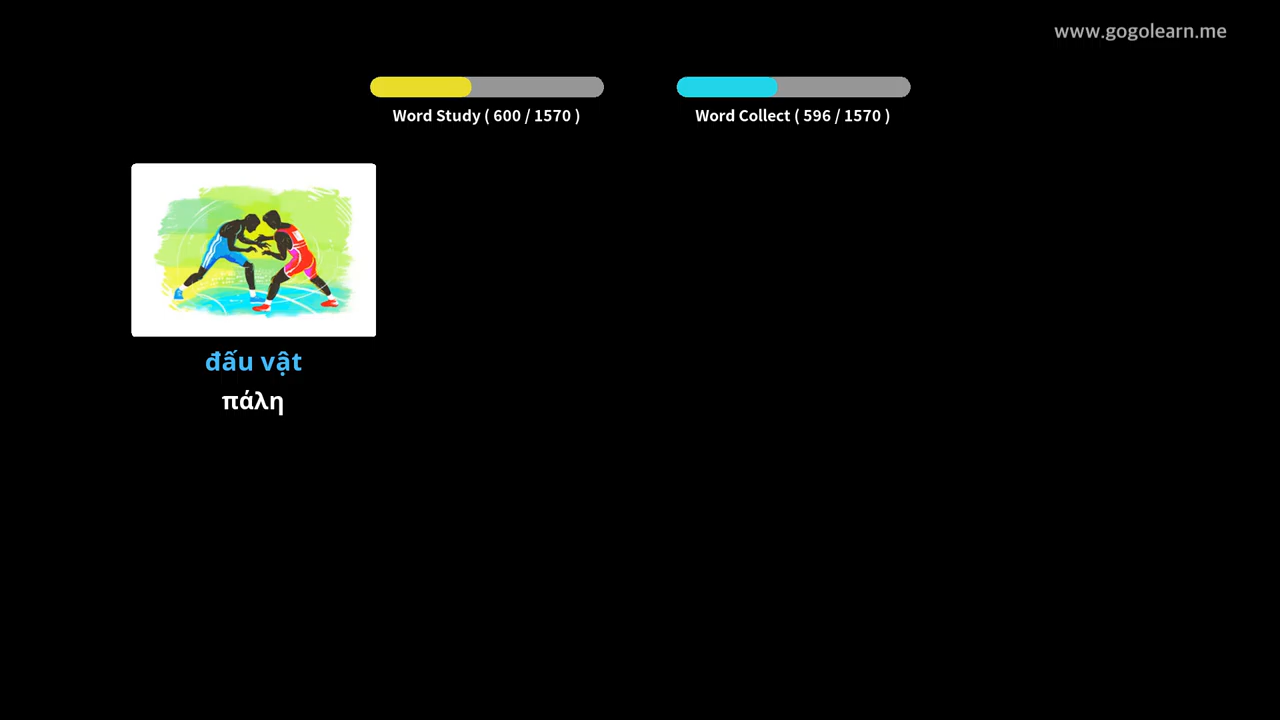 www.gogolearn.me
Word Study ( 600 / 1570 )
Word Collect ( 596 / 1570 )
đấu vật
πάλη